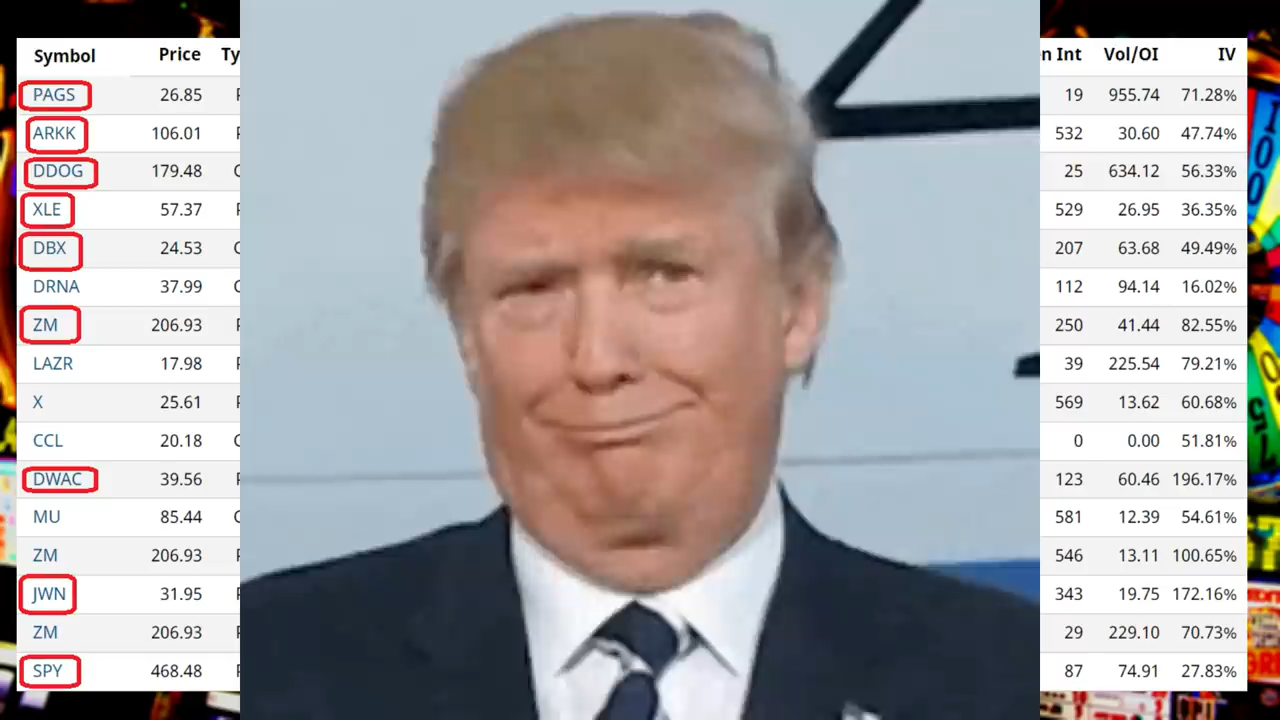 Symbol Price Ty n Int Vol/OI IV
PAGS 26.85 19 955.74 71.28%
ARKK 106.01 532 30.60 47.74%
DDOG 179.48 25 634.12 56.33%
XLE 57.37 529 26.95 36.35%
DBX 24.53 207 63.68 49.49%
DRNA 37.99 112 94.14 16.02%
ZM 206.93 250 41.44 82.55%
LAZR 17.98 39 225.54 79.21%
X 25.61 569 13.62 60.68%
CCL 20.18 0 0.00 51.81%
DWAC 39.56 123 60.46 196.17%
MU 85.44 581 12.39 54.61%
ZM 206.93 546 13.11 100.65%
JWN 31.95 343 19.75 172.16%
ZM 206.93 29 229.10 70.73%
SPY 468.48 87 74.91 27.83%